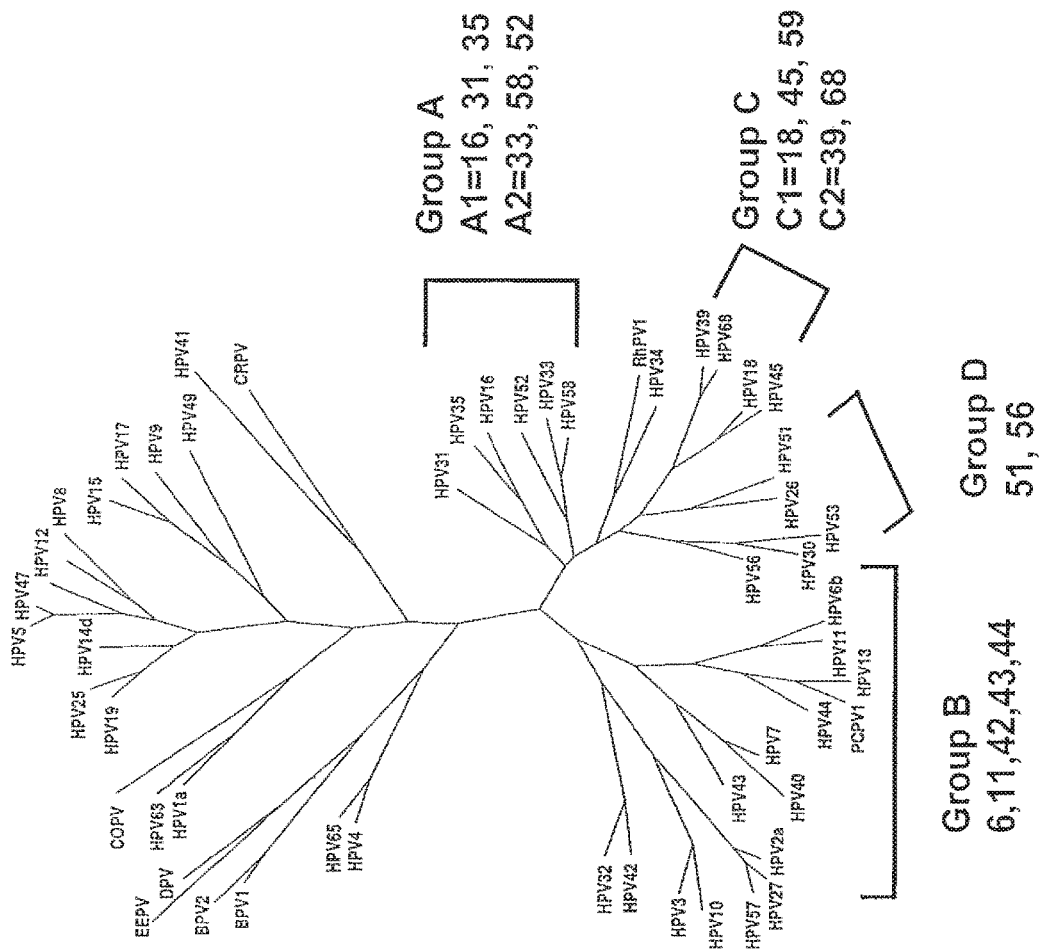 HPV5
HPV47
HPV12
HPV8
HPV14d
HPV25
HPV19
HPV15
HPV17
HPV9
HPV49
HPV41
CRPV
COPV
HPV63
HPV1a
EEPV
DPV
BPV2
BPV1
HPV65
HPV4
HPV31
HPV35
HPV16
HPV52
HPV33
HPV58
RhPV1
HPV34
HPV39
HPV68
HPV18
HPV45
HPV51
HPV26
HPV53
HPV30
HPV56
HPV6b
HPV11
HPV13
PCPV1
HPV44
HPV7
HPV40
HPV43
HPV2a
HPV27
HPV57
HPV10
HPV3
HPV42
HPV32
Group A
A1=16, 31, 35
A2=33, 58, 52
Group C
C1=18, 45, 59
C2=39, 68
Group D
51, 56
Group B
6,11,42,43,44